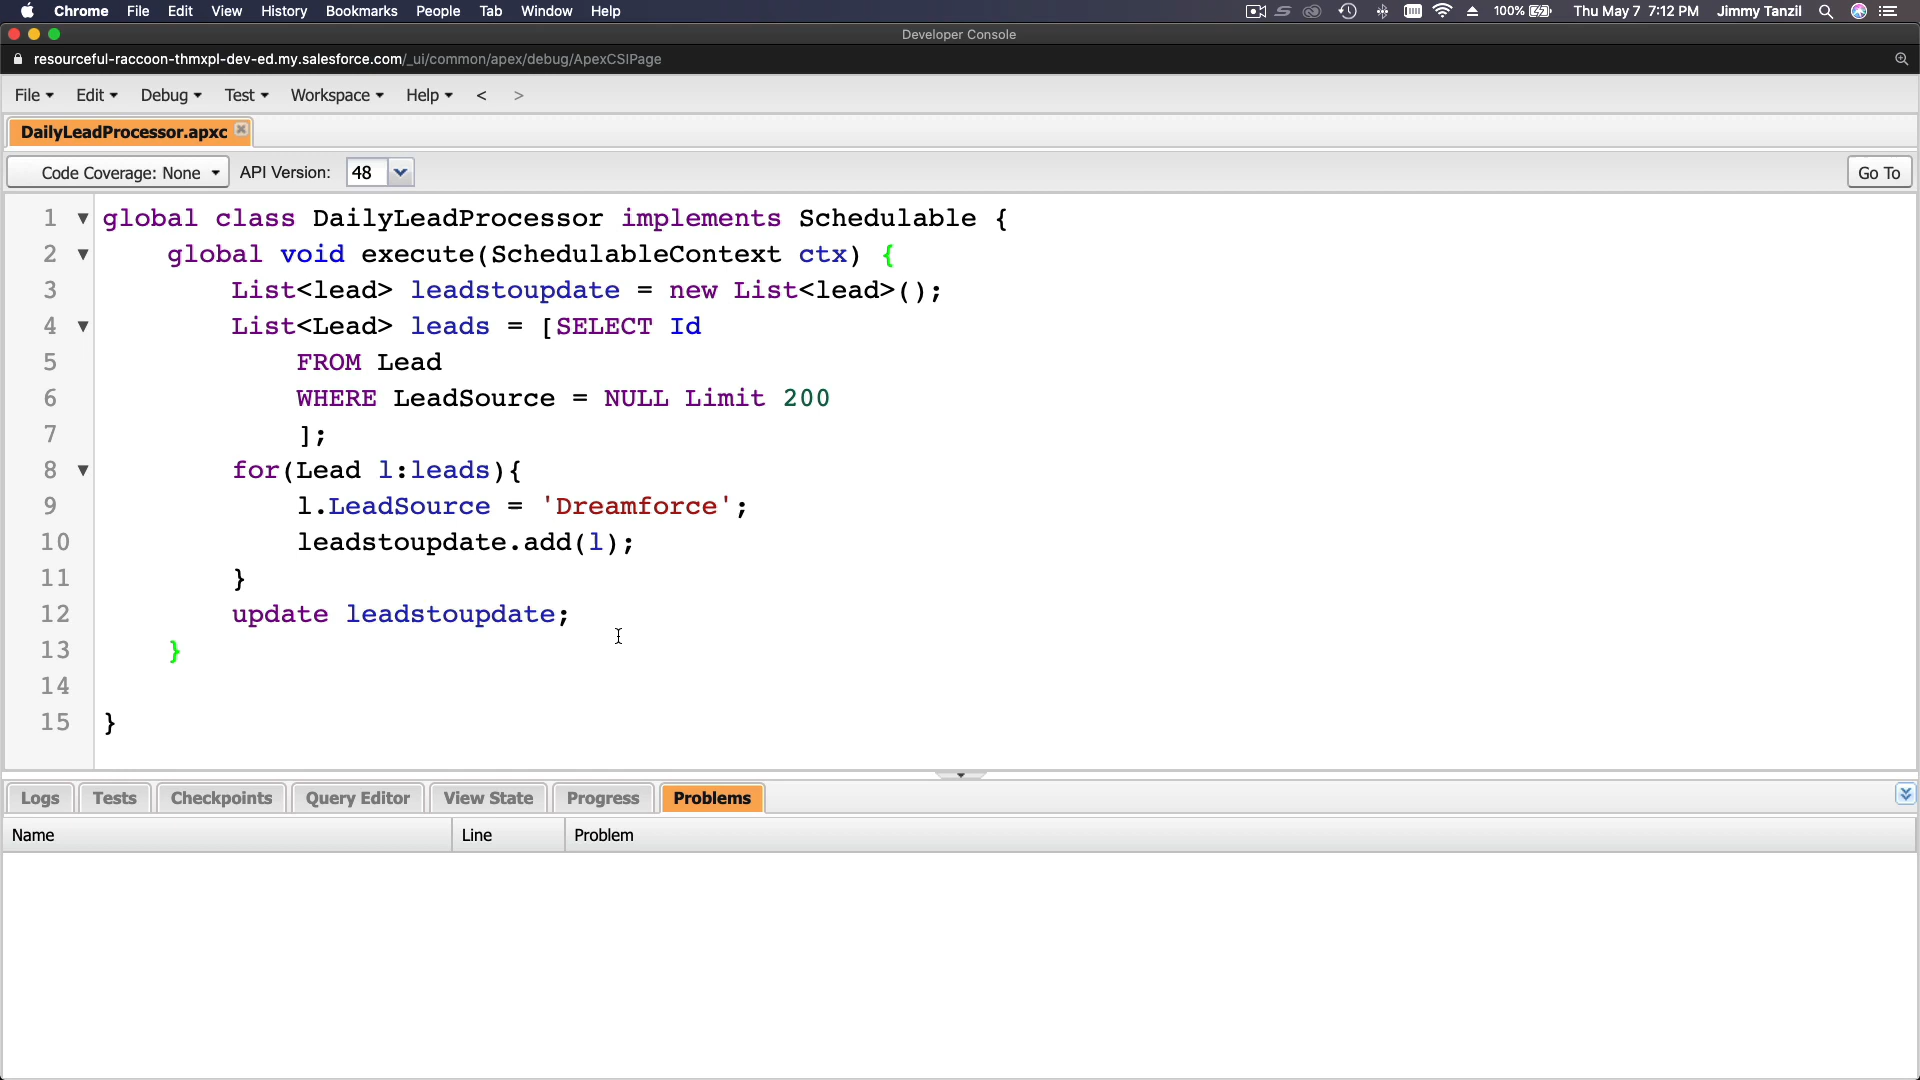 Chrome File Edit View History Bookmarks People Tab Window Help 100% Thu May 7 7:12 PM Jimmy Tanzil
Developer Console
resourceful-raccoon-thmxpl-dev-ed.my.salesforce.com/_ui/common/apex/debug/ApexCSIPage
File Edit Debug Test Workspace Help < >
DailyLeadProcessor.apxc
Code Coverage: None API Version: 48 Go To
1 global class DailyLeadProcessor implements Schedulable {
2 global void execute(SchedulableContext ctx) {
3 List<lead> leadstoupdate = new List<lead>();
4 List<Lead> leads = [SELECT Id
5 FROM Lead
6 WHERE LeadSource = NULL Limit 200
7 ];
8 for(Lead l:leads){
9 l.LeadSource = 'Dreamforce';
10 leadstoupdate.add(l);
11 }
12 update leadstoupdate;
13 }
14
15 }
Logs Tests Checkpoints Query Editor View State Progress Problems
Name Line Problem